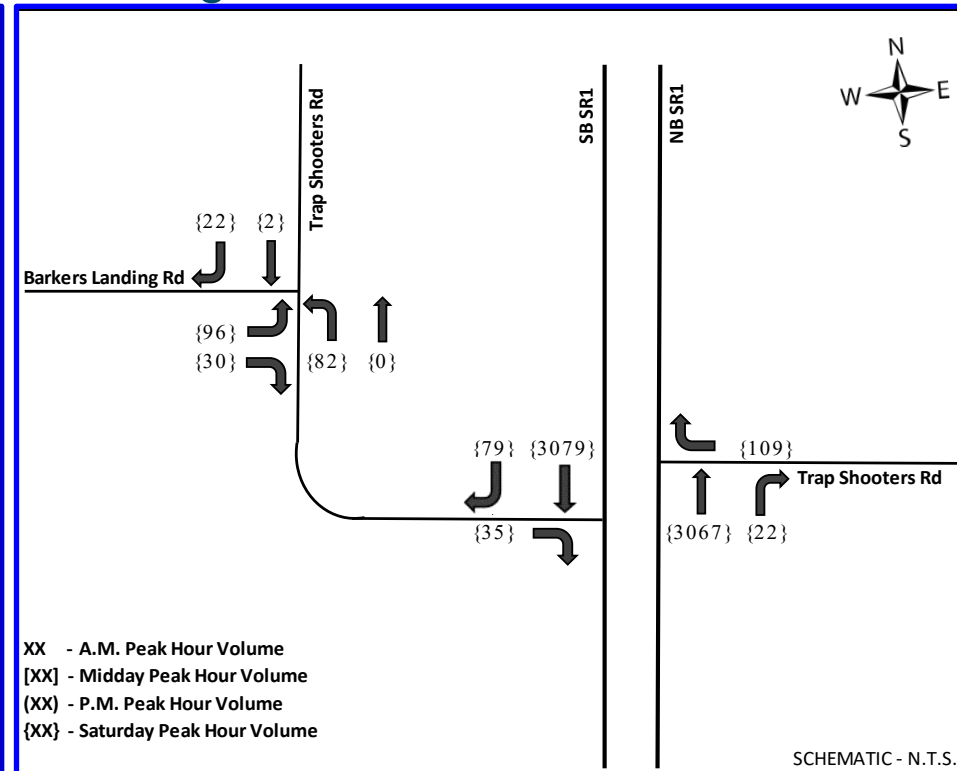 N
W E
S
Trap Shooters Rd
SB SR1
NB SR1
{22} {2}
Barkers Landing Rd
{96}
{30} {82} {0}
{79} {3079} {109}
Trap Shooters Rd
{35} {3067} {22}
XX - A.M. Peak Hour Volume
[XX] - Midday Peak Hour Volume
(XX) - P.M. Peak Hour Volume
{XX} - Saturday Peak Hour Volume
SCHEMATIC - N.T.S.